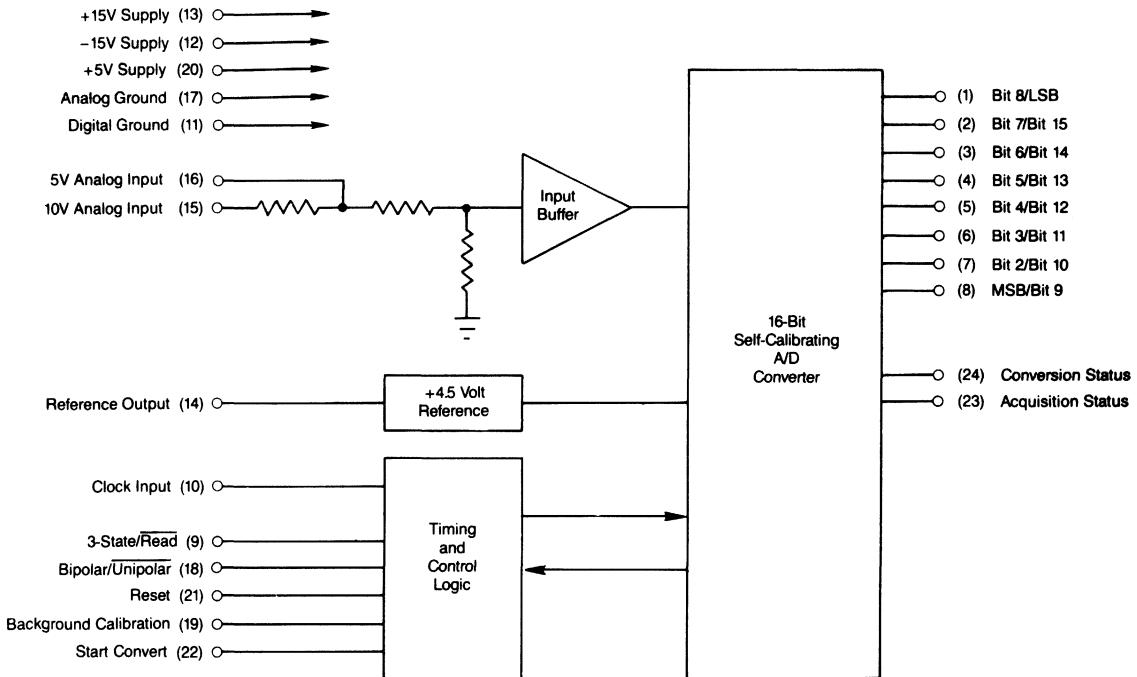 +15V Supply (13)
−15V Supply (12)
+5V Supply (20)
Analog Ground (17)
Digital Ground (11)
5V Analog Input (16)
10V Analog Input (15)
Input
Buffer
Reference Output (14)
+4.5 Volt
Reference
Clock Input (10)
3-State/Read (9)
Bipolar/Unipolar (18)
Reset (21)
Background Calibration (19)
Start Convert (22)
Timing
and
Control
Logic
16-Bit
Self-Calibrating
A/D
Converter
(1) Bit 8/LSB
(2) Bit 7/Bit 15
(3) Bit 6/Bit 14
(4) Bit 5/Bit 13
(5) Bit 4/Bit 12
(6) Bit 3/Bit 11
(7) Bit 2/Bit 10
(8) MSB/Bit 9
(24) Conversion Status
(23) Acquisition Status